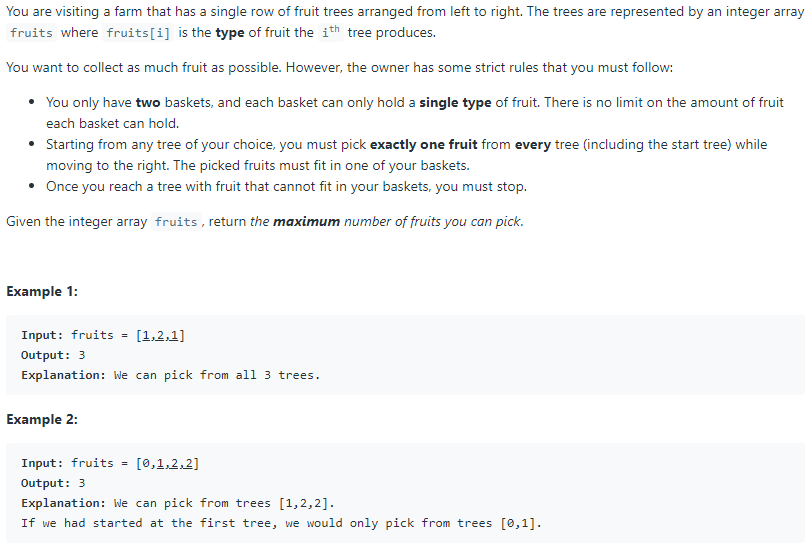 You are visiting a farm that has a single row of fruit trees arranged from left to right. The trees are represented by an integer array
fruits where fruits[i] is the type of fruit the ith tree produces.
You want to collect as much fruit as possible. However, the owner has some strict rules that you must follow:
• You only have two baskets, and each basket can only hold a single type of fruit. There is no limit on the amount of fruit
each basket can hold.
• Starting from any tree of your choice, you must pick exactly one fruit from every tree (including the start tree) while
moving to the right. The picked fruits must fit in one of your baskets.
• Once you reach a tree with fruit that cannot fit in your baskets, you must stop.
Given the integer array fruits, return the maximum number of fruits you can pick.
Example 1:
Input: fruits = [1,2,1]
Output: 3
Explanation: We can pick from all 3 trees.
Example 2:
Input: fruits = [0,1,2,2]
Output: 3
Explanation: We can pick from trees [1,2,2].
If we had started at the first tree, we would only pick from trees [0,1].